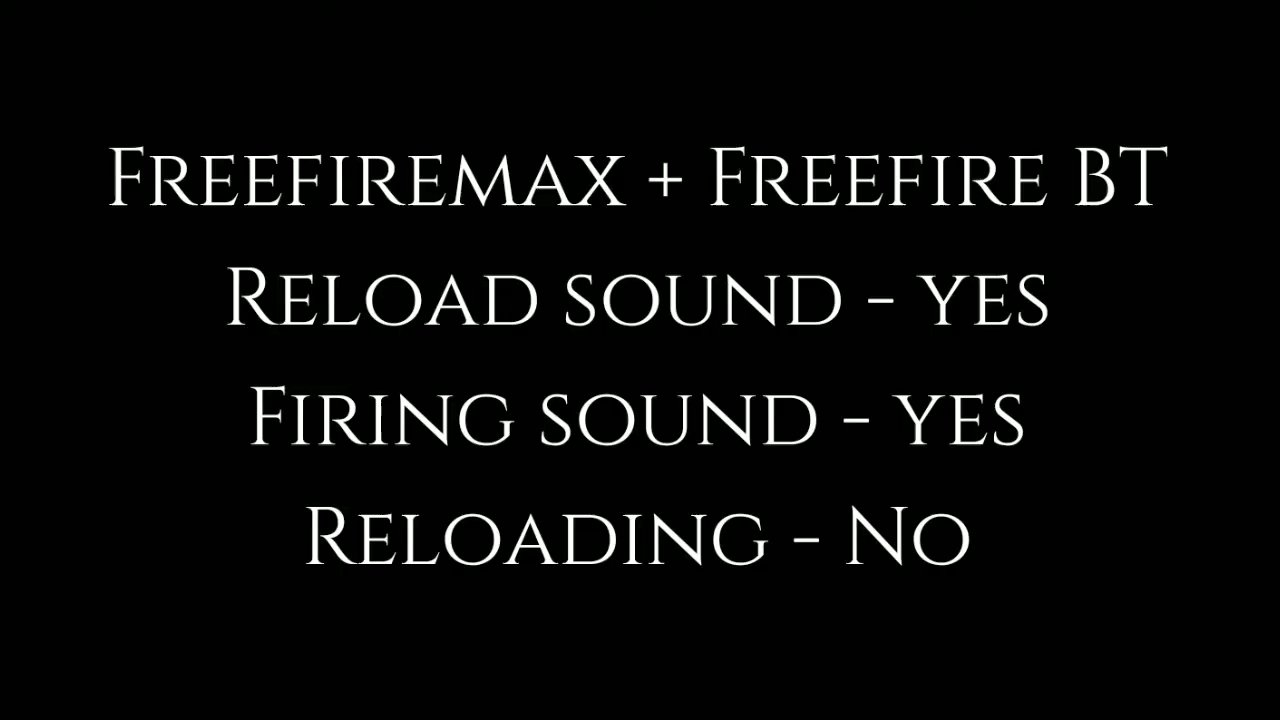 Freefiremax + Freefire BT
Reload sound - yes
Firing sound - yes
Reloading - No